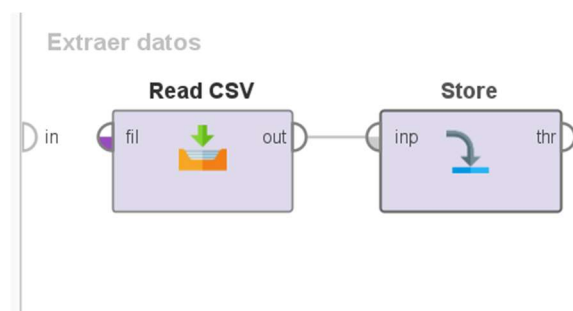 Extraer datos
Read CSV
Store
in
fil
out
inp
thr